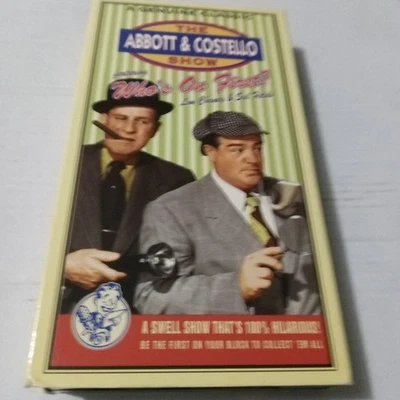 THE
ABBOTT & COSTELLO
SHOW
Who's On First?
A SWELL SHOW THAT'S 100% HILARIOUS!
BE THE FIRST ON YOUR BLOCK TO COLLECT 'EM ALL